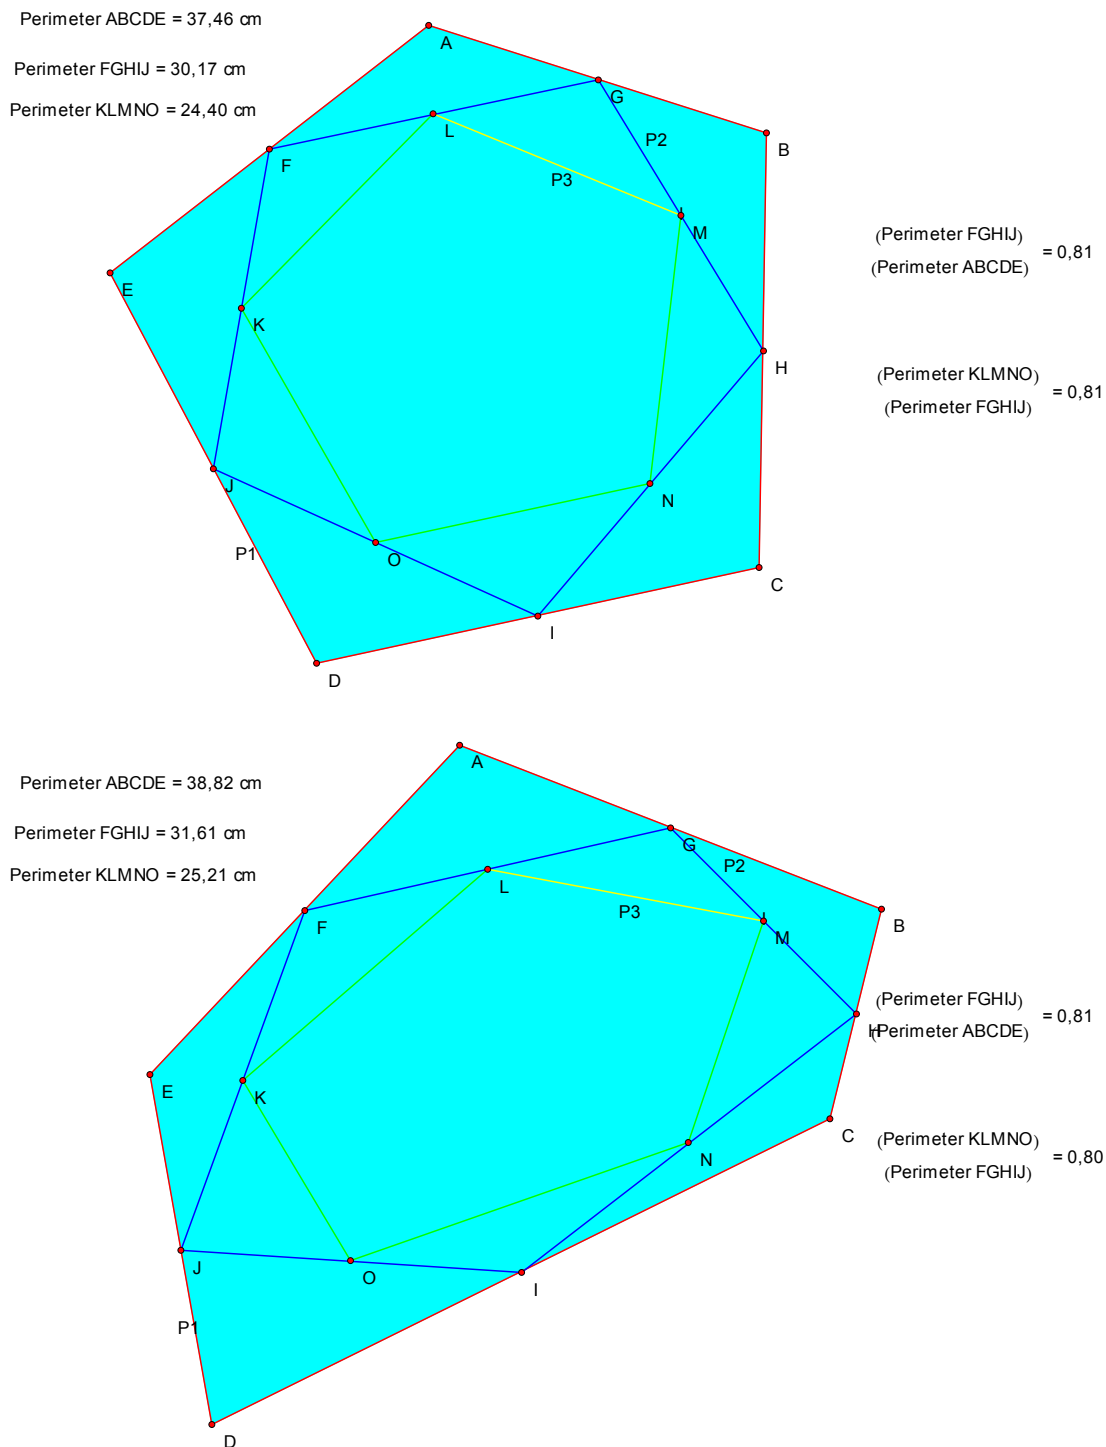 Perimeter ABCDE = 37,46 cm
A
Perimeter FGHIJ = 30,17 cm
G
Perimeter KLMNO = 24,40 cm
L
P2
B
F
P3
M
(Perimeter FGHIJ)
(Perimeter ABCDE)
= 0,81
E
K
H
(Perimeter KLMNO)
(Perimeter FGHIJ)
= 0,81
J
N
P1
O
C
I
D
A
Perimeter ABCDE = 38,82 cm
Perimeter FGHIJ = 31,61 cm
G
P2
Perimeter KLMNO = 25,21 cm
L
P3
F
B
M
(Perimeter FGHIJ)
H
(Perimeter ABCDE)
= 0,81
E
K
C
(Perimeter KLMNO)
(Perimeter FGHIJ)
= 0,80
N
J
O
I
P1
D